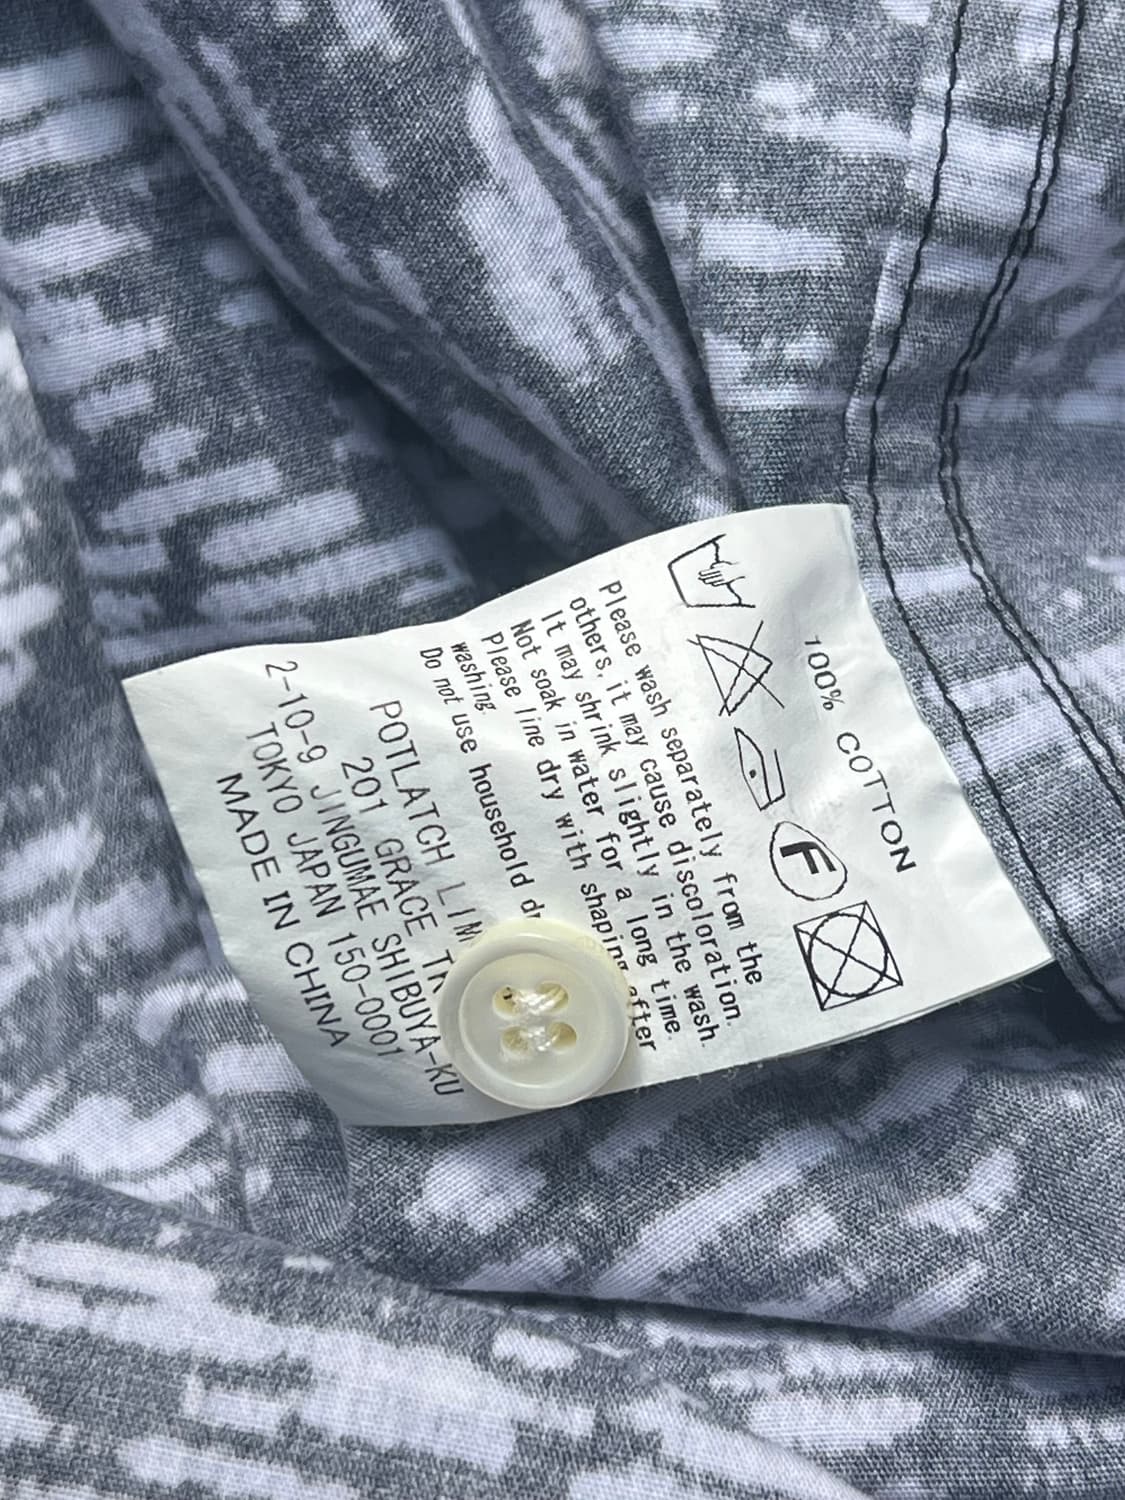 100% COTTON
F
Please wash separately from the
others, it may cause discoloration.
It may shrink slightly in the wash.
Not soak in water for a long time.
Please line dry with shaping after
washing.
Do not use household
POTLATCH
201 GRACE
2-10-9 JINGUMAE SHIBUYA-KU
TOKYO JAPAN 150-0001
MADE IN CHINA